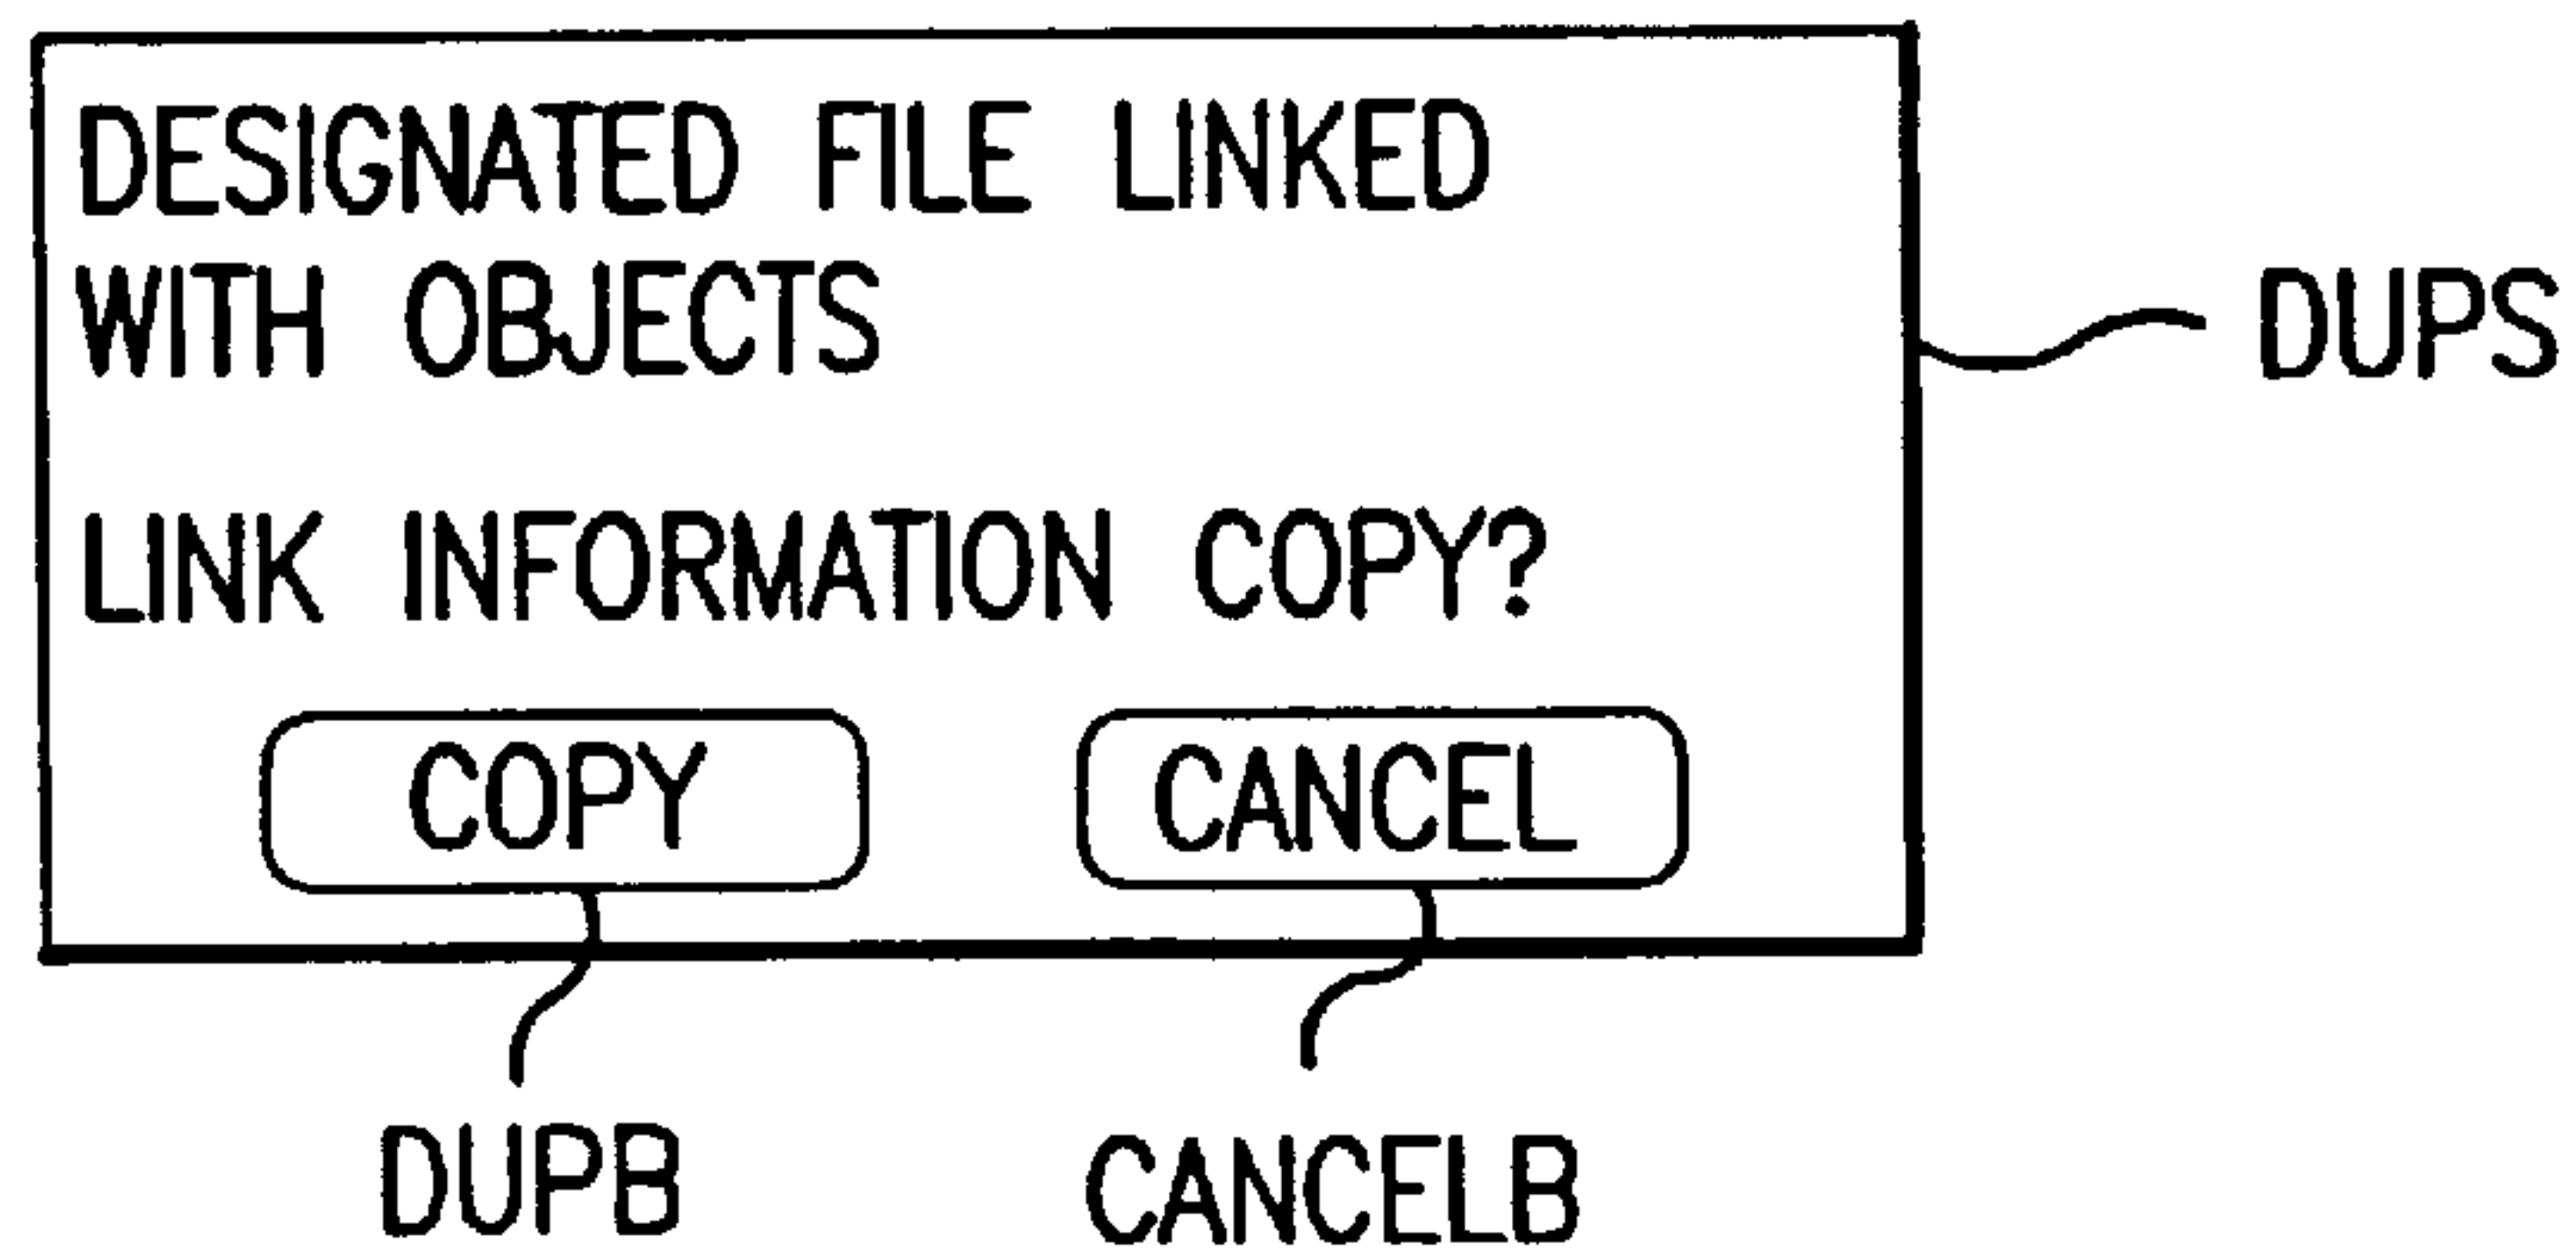 DESIGNATED FILE LINKED
WITH OBJECTS
DUPS
LINK INFORMATION COPY?
COPY CANCEL
DUPB CANCELB